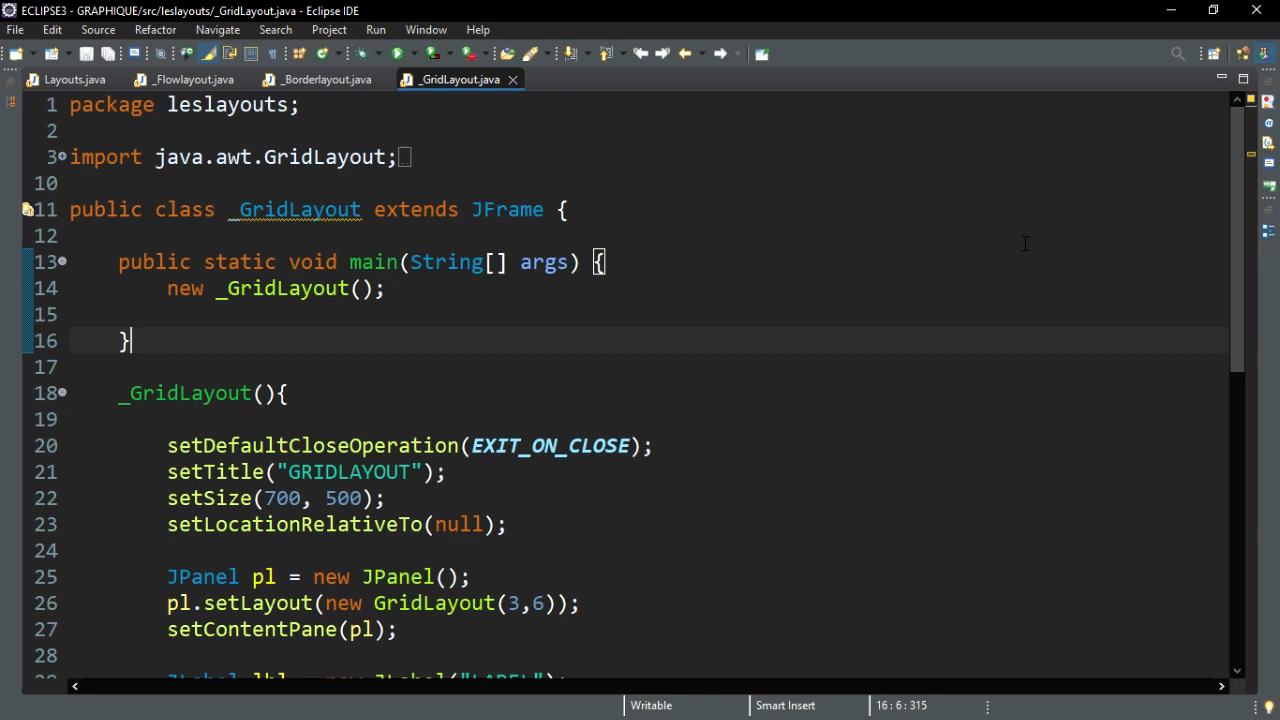 ECLIPSE3 - GRAPHIQUE/src/leslayouts/_GridLayout.java - Eclipse IDE
File Edit Source Refactor Navigate Search Project Run Window Help
Layouts.java _Flowlayout.java _Borderlayout.java _GridLayout.java
1 package leslayouts;
2
3 import java.awt.GridLayout;
10
11 public class _GridLayout extends JFrame {
12
13 public static void main(String[] args) {
14 new _GridLayout();
15
16 }
17
18 _GridLayout(){
19
20 setDefaultCloseOperation(EXIT_ON_CLOSE);
21 setTitle("GRIDLAYOUT");
22 setSize(700, 500);
23 setLocationRelativeTo(null);
24
25 JPanel pl = new JPanel();
26 pl.setLayout(new GridLayout(3,6));
27 setContentPane(pl);
28
Writable Smart Insert 16 : 6 : 315